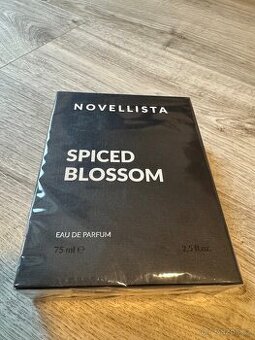 NOVELLISTA
SPICED
BLOSSOM
EAU DE PARFUM
75 ml ℮ 2.5 fl.oz.